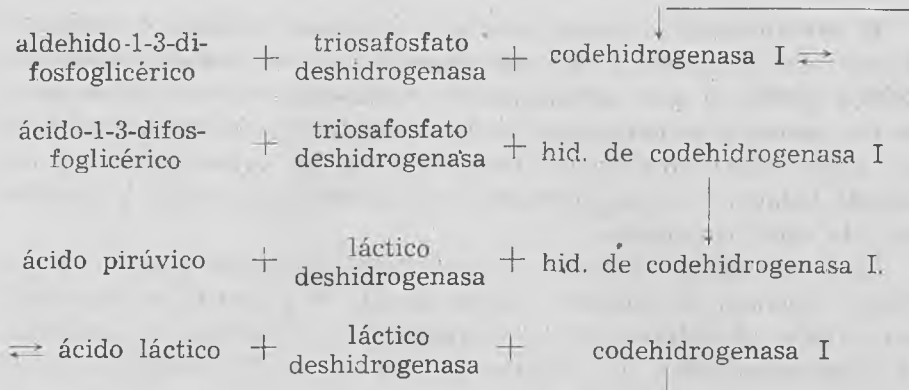 aldehido-1-3-di-fosfoglicérico + triosafosfato deshidrogenasa + codehidrogenasa I ⇄
ácido-1-3-difos-foglicérico + triosafosfato deshidrogenasa + hid. de codehidrogenasa I
ácido pirúvico + láctico deshidrogenasa + hid. de codehidrogenasa I.
⇄ ácido láctico + láctico deshidrogenasa + codehidrogenasa I